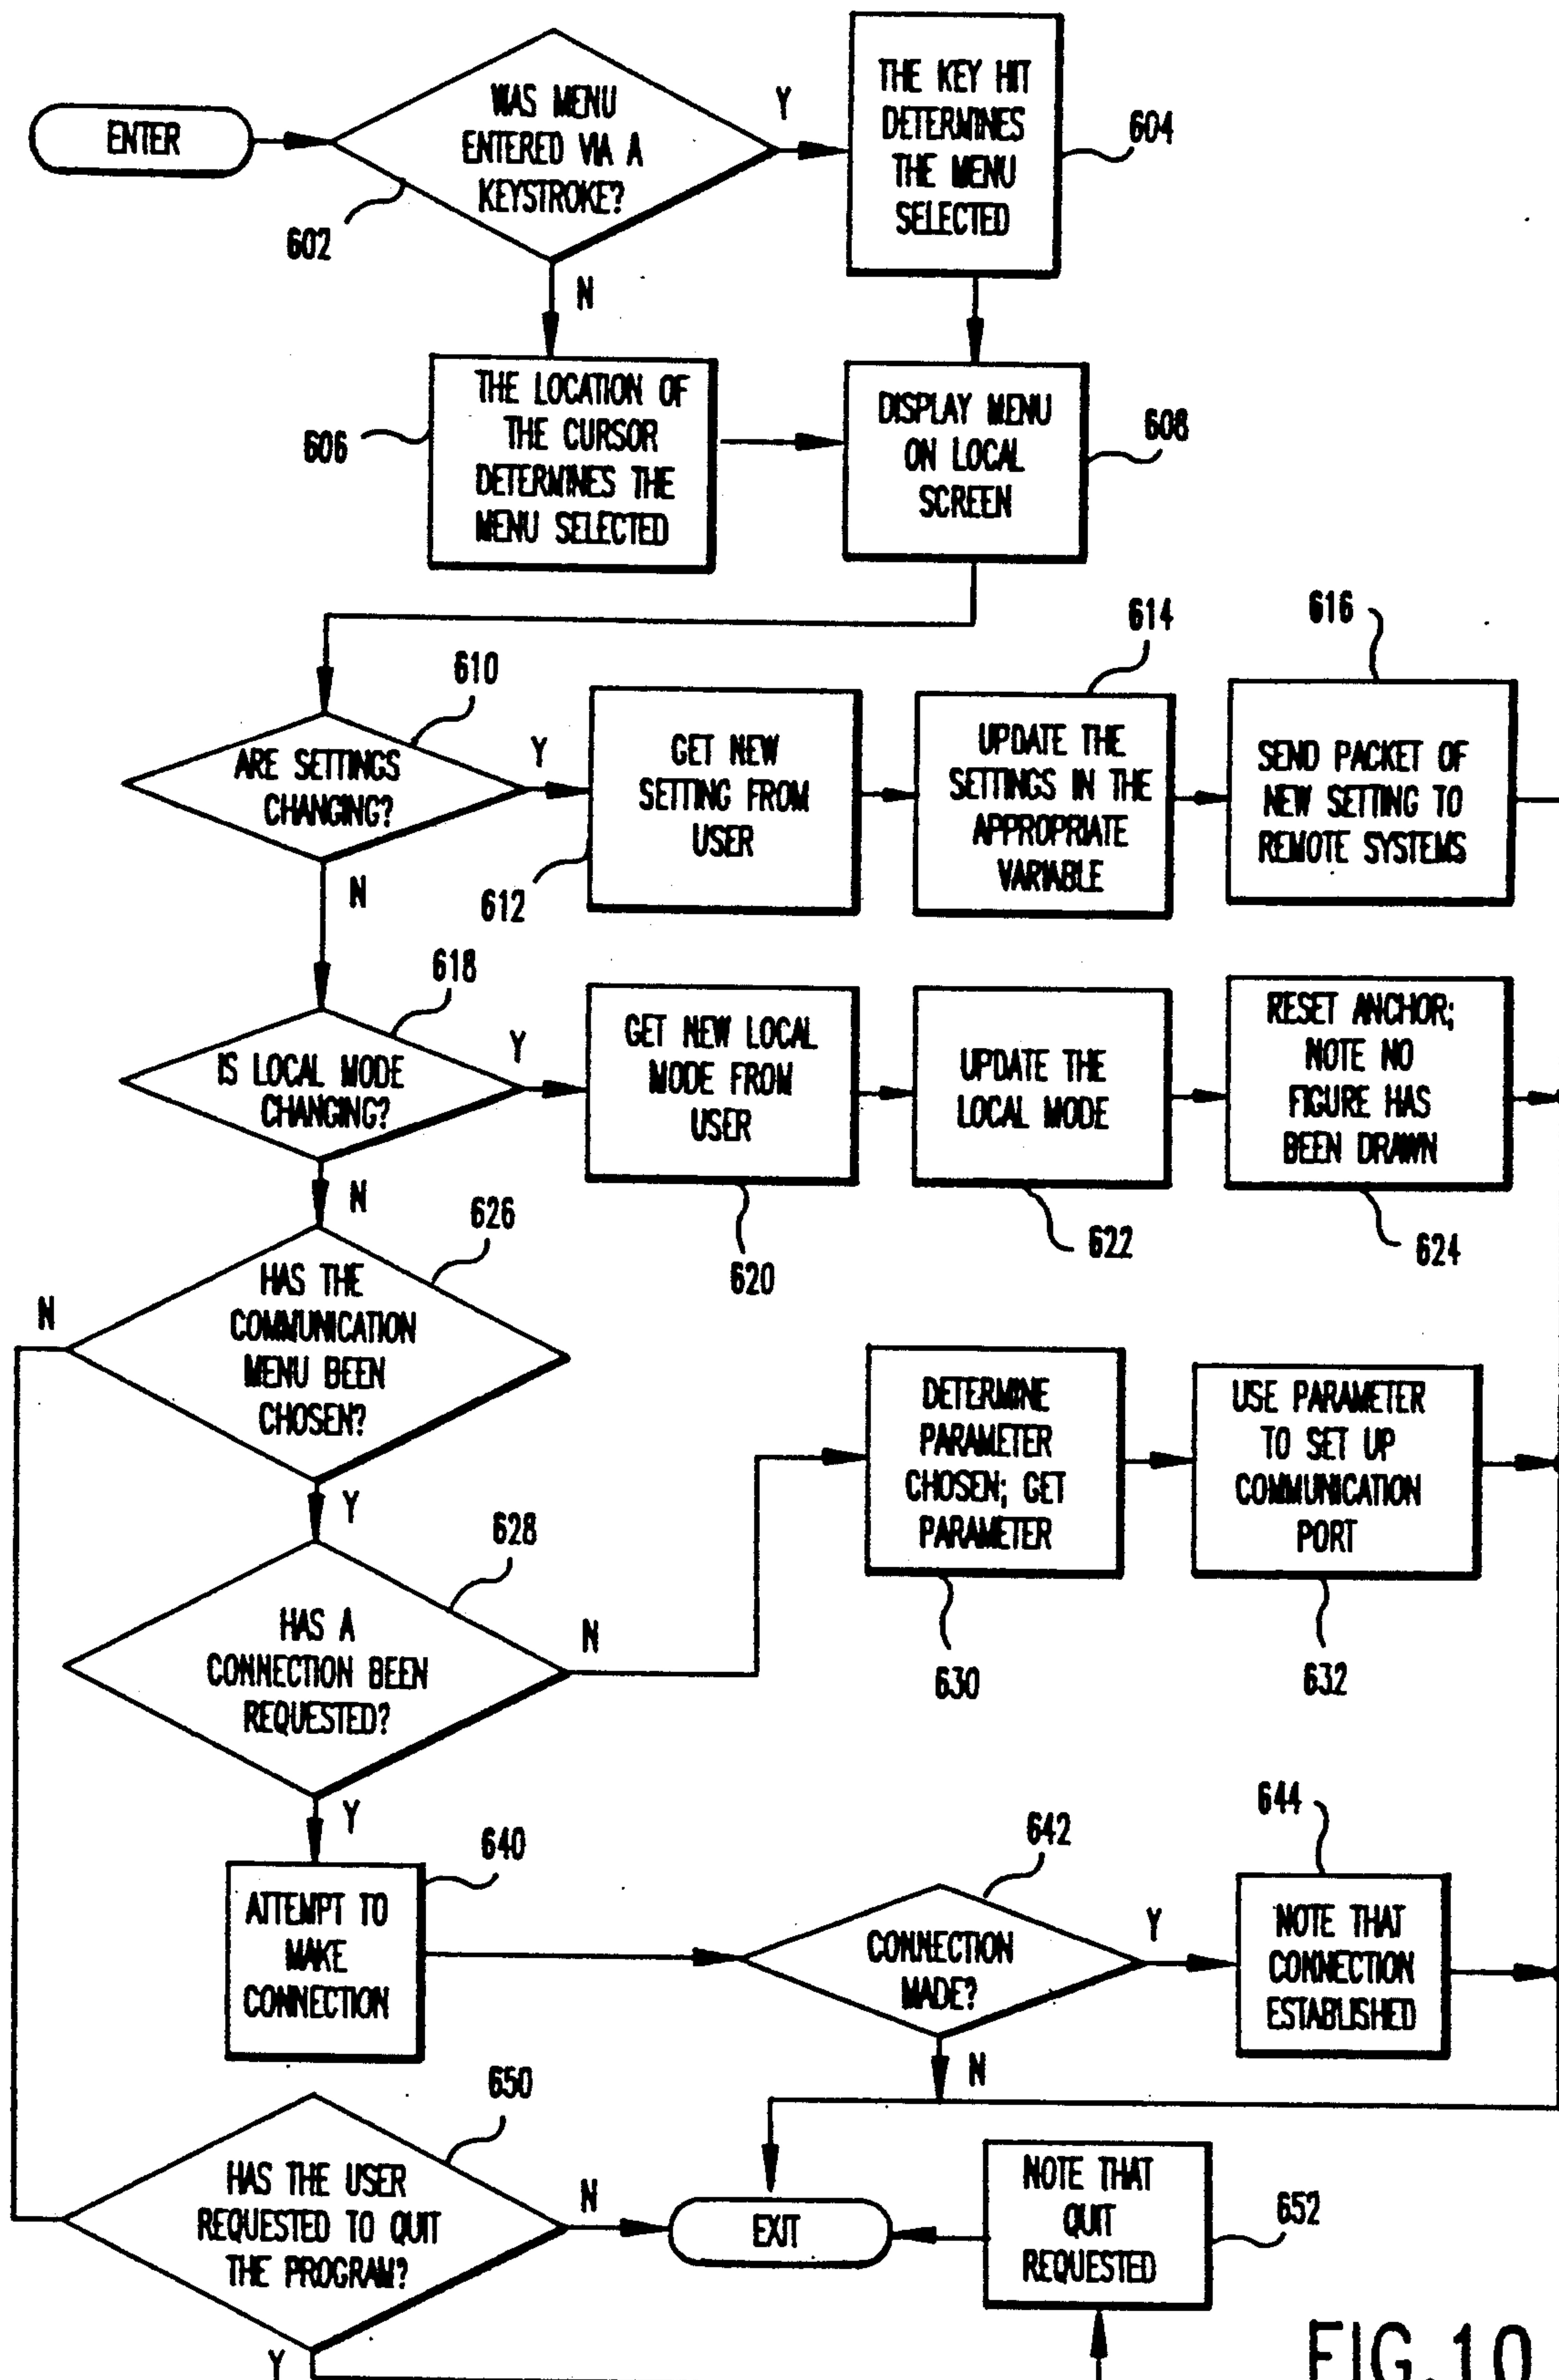 ENTER
WAS MENU
ENTERED VIA A
KEYSTROKE?
602
Y
N
THE KEY HIT
DETERMINES
THE MENU
SELECTED
604
THE LOCATION OF
THE CURSOR
DETERMINES THE
MENU SELECTED
606
DISPLAY MENU
ON LOCAL
SCREEN
608
ARE SETTINGS
CHANGING?
610
Y
N
GET NEW
SETTING FROM
USER
612
UPDATE THE
SETTINGS IN THE
APPROPRIATE
VARIABLE
614
SEND PACKET OF
NEW SETTING TO
REMOTE SYSTEMS
616
IS LOCAL MODE
CHANGING?
618
Y
N
GET NEW LOCAL
MODE FROM
USER
620
UPDATE THE
LOCAL MODE
622
RESET ANCHOR;
NOTE NO
FIGURE HAS
BEEN DRAWN
624
HAS THE
COMMUNICATION
MENU BEEN
CHOSEN?
626
N
Y
HAS A
CONNECTION BEEN
REQUESTED?
628
N
Y
DETERMINE
PARAMETER
CHOSEN; GET
PARAMETER
630
USE PARAMETER
TO SET UP
COMMUNICATION
PORT
632
ATTEMPT TO
MAKE
CONNECTION
640
CONNECTION
MADE?
642
Y
N
NOTE THAT
CONNECTION
ESTABLISHED
644
HAS THE USER
REQUESTED TO QUIT
THE PROGRAM?
650
N
Y
EXIT
NOTE THAT
QUIT
REQUESTED
652
FIG.10